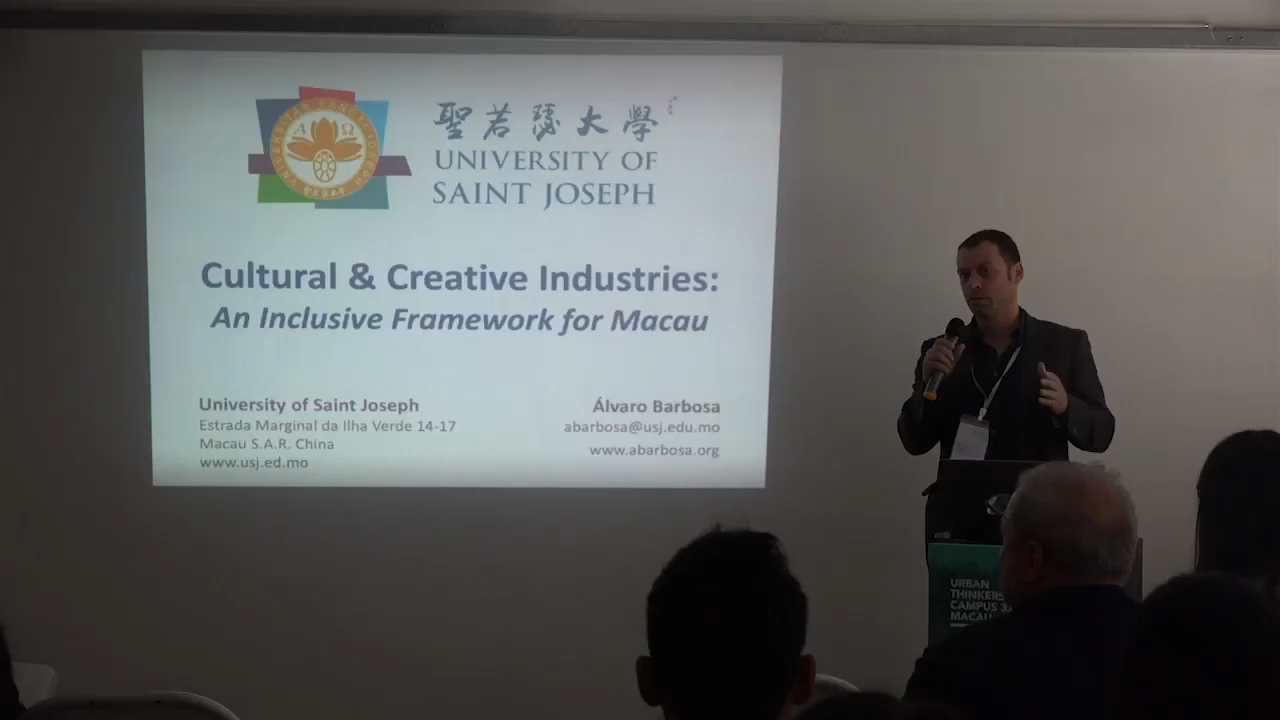 聖若瑟大學
UNIVERSITY OF
SAINT JOSEPH
Cultural & Creative Industries:
An Inclusive Framework for Macau
University of Saint Joseph
Estrada Marginal da Ilha Verde 14-17
Macau S.A.R. China
www.usj.ed.mo
Álvaro Barbosa
abarbosa@usj.edu.mo
www.abarbosa.org
URBAN
THINKERS
CAMPUS
MACAU